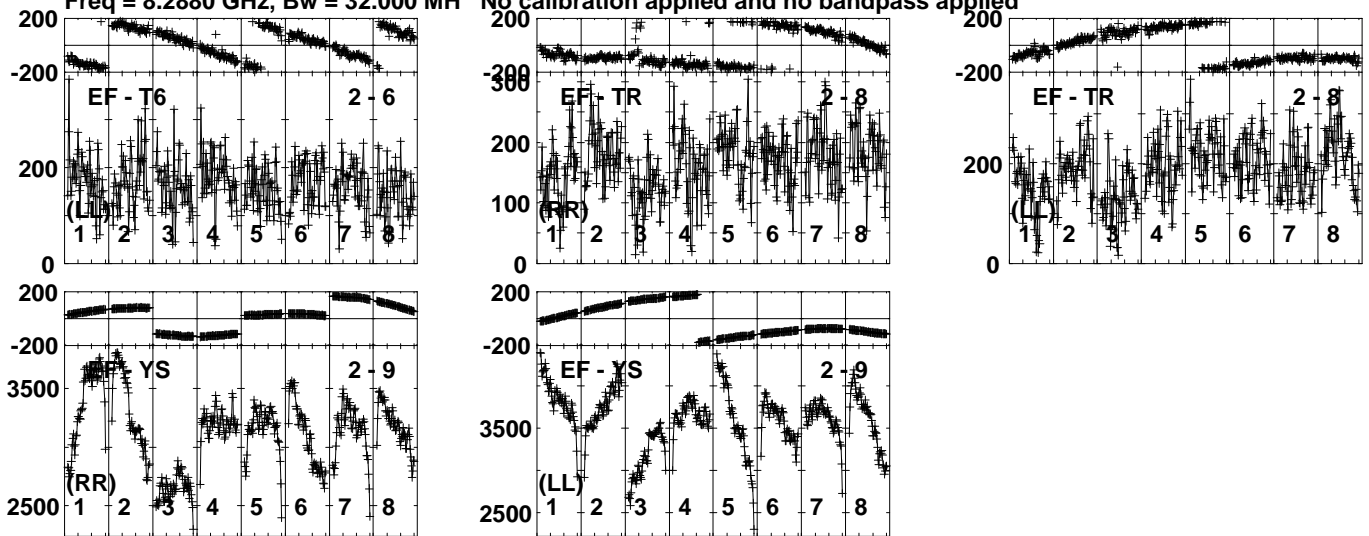 Freq = 8.2880 GHz, Bw = 32.000 MH No calibration applied and no bandpass applied
200
-200
EF - T6 2 - 6
200
(LL)
1 2 3 4 5 6 7 8
0
200
-200
300
EF - TR 2 - 8
200
100
(RR)
1 2 3 4 5 6 7 8
0
200
-200
EF - TR 2 - 8
200
(LL)
1 2 3 4 5 6 7 8
0
200
-200
EF - YS 2 - 9
3500
(RR)
2500
1 2 3 4 5 6 7 8
200
-200
EF - YS 2 - 9
3500
(LL)
2500
1 2 3 4 5 6 7 8